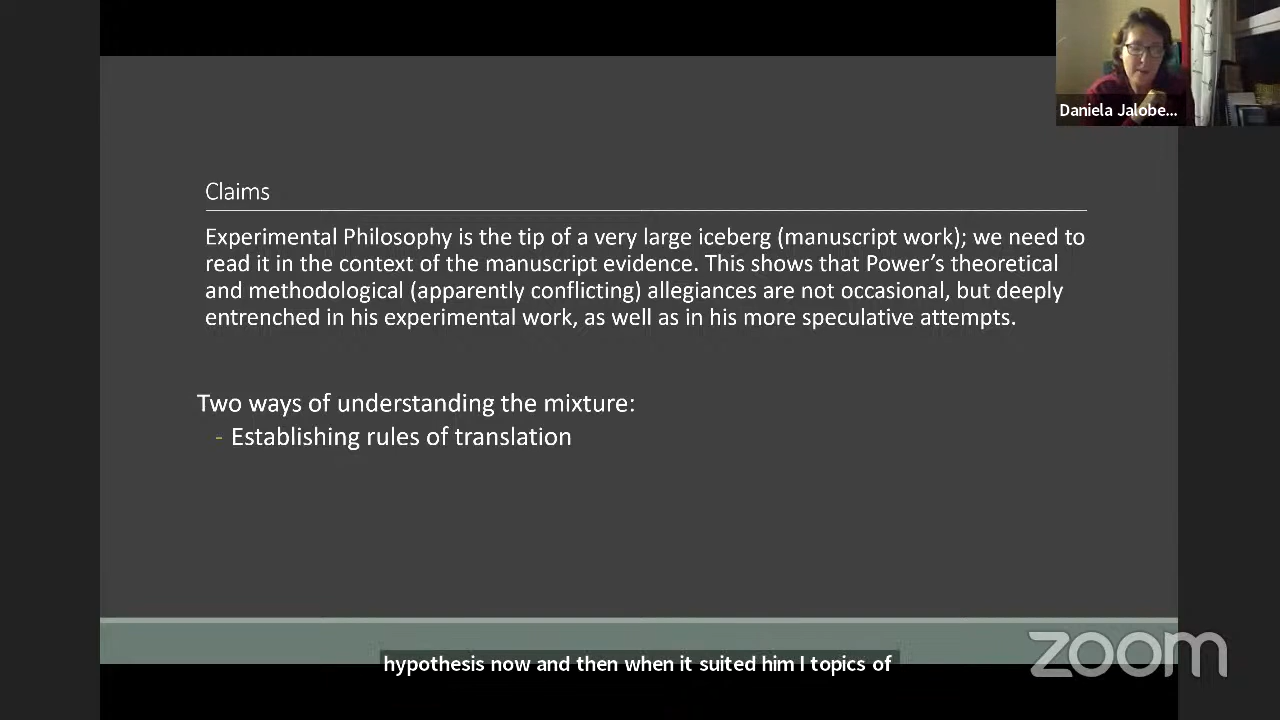 Daniela Jalobe...
Claims
Experimental Philosophy is the tip of a very large iceberg (manuscript work); we need to
read it in the context of the manuscript evidence. This shows that Power's theoretical
and methodological (apparently conflicting) allegiances are not occasional, but deeply
entrenched in his experimental work, as well as in his more speculative attempts.
Two ways of understanding the mixture:
- Establishing rules of translation
zoom
hypothesis now and then when it suited him I topics of